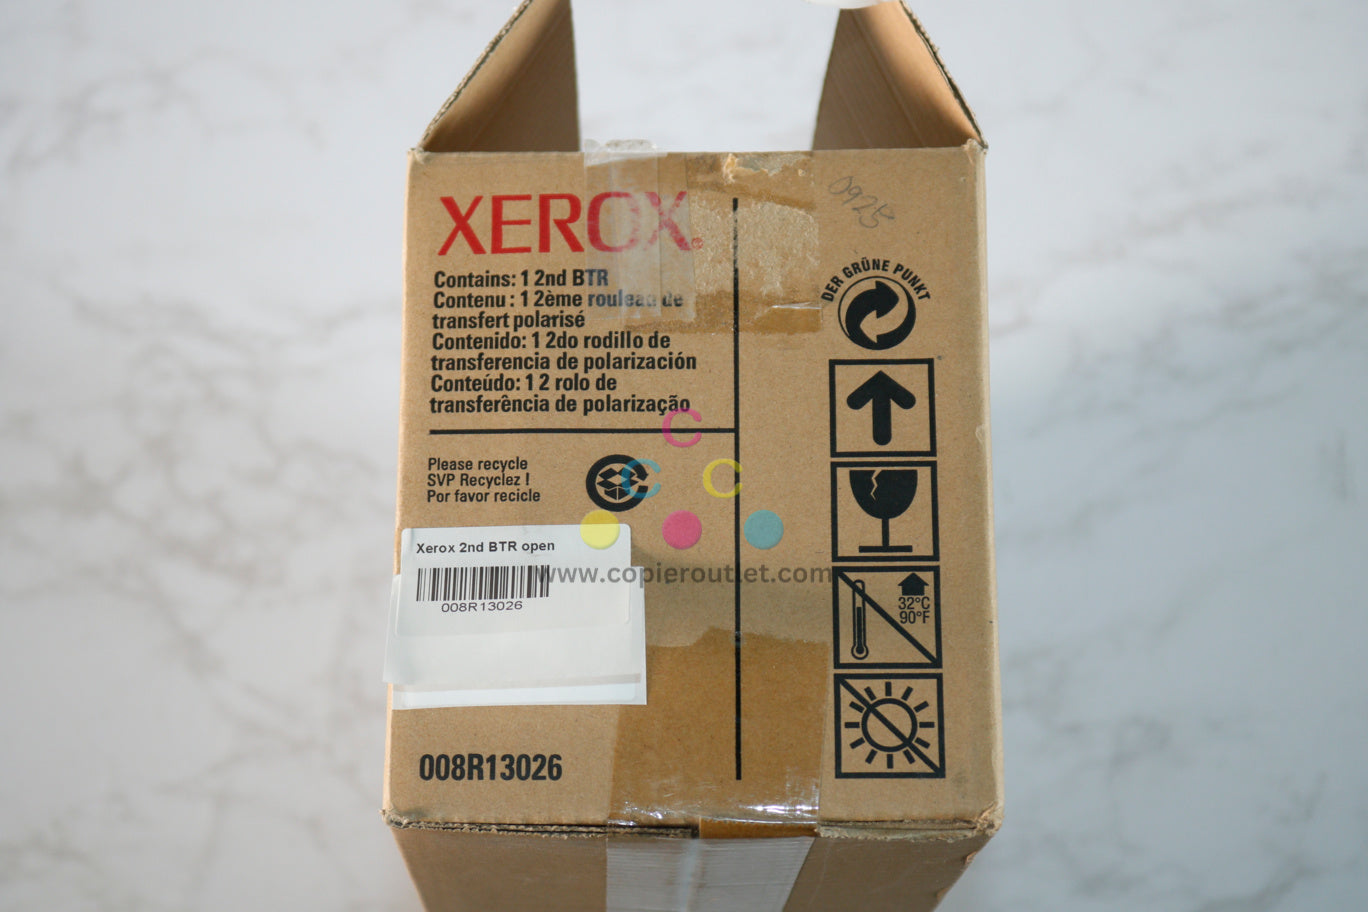 XEROX.
Contains: 1 2nd BTR
Contenu : 1 2ème rouleau de
transfert polarisé
Contenido: 1 2do rodillo de
transferencia de polarización
Conteúdo: 1 2 rolo de
transferência de polarização
Please recycle
SVP Recyclez !
Por favor recicle
Xerox 2nd BTR open
008R13026
008R13026
0925
DER GRÜNE PUNKT
32°C
90°F
C
C C
www.copieroutlet.com